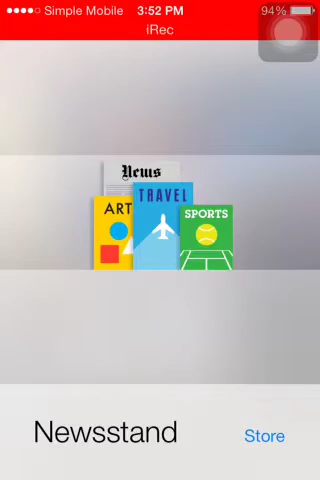 Simple Mobile 3:52 PM 94%
iRec
News
ART
TRAVEL
SPORTS
Newsstand
Store